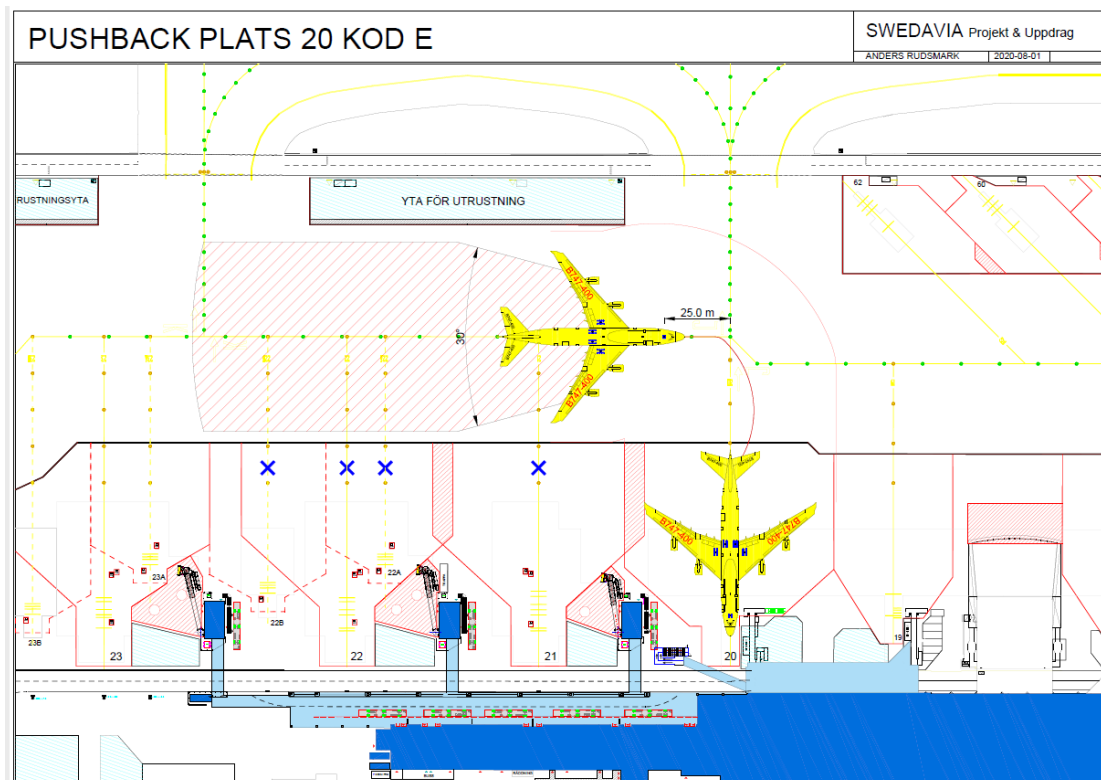 PUSHBACK PLATS 20 KOD E
SWEDAVIA Projekt & Uppdrag
ANDERS RUDSMARK 2020-08-01
RUSTNINGSYTA
YTA FÖR UTRUSTNING
62
60
B747-400
25.0 m
30°
B747-400
B747-400
B747-400
23A
22A
22B
23B
19
23
22
21
20